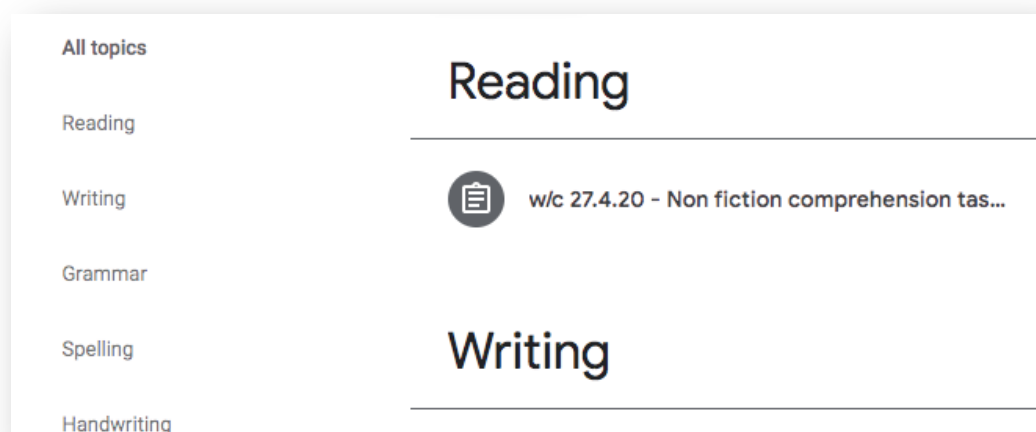 All topics
Reading
Writing
Grammar
Spelling
Handwriting
Reading
w/c 27.4.20 - Non fiction comprehension tas...
Writing